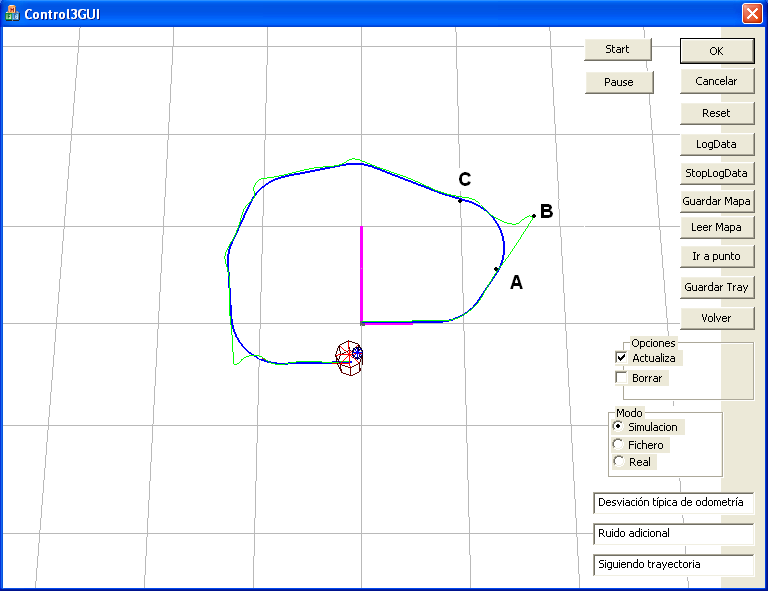 Control3GUI
Start
OK
Pause
Cancelar
Reset
LogData
StopLogData
Guardar Mapa
Leer Mapa
Ir a punto
Guardar Tray
Volver
C
B
A
Opciones
Actualiza
Borrar
Modo
Simulacion
Fichero
Real
Desviación típica de odometría
Ruido adicional
Siguiendo trayectoria